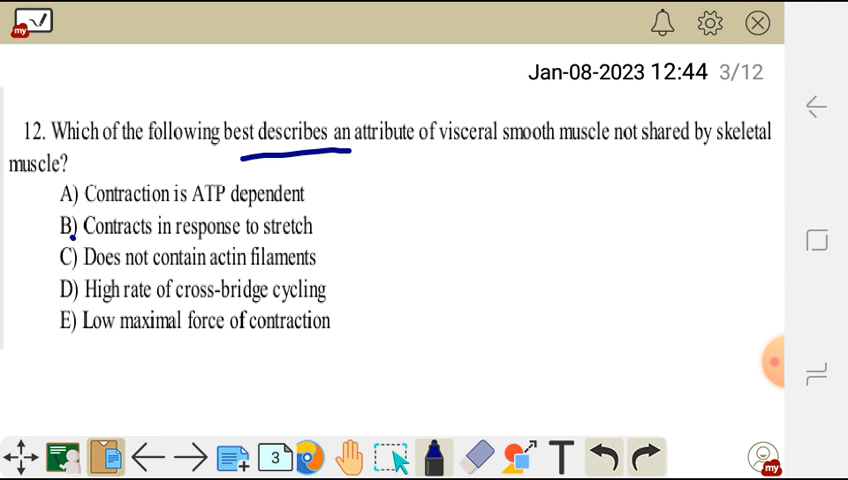 my
Jan-08-2023 12:44 3/12
12. Which of the following best describes an attribute of visceral smooth muscle not shared by skeletal
muscle?
A) Contraction is ATP dependent
B) Contracts in response to stretch
C) Does not contain actin filaments
D) High rate of cross-bridge cycling
E) Low maximal force of contraction
3
T
my